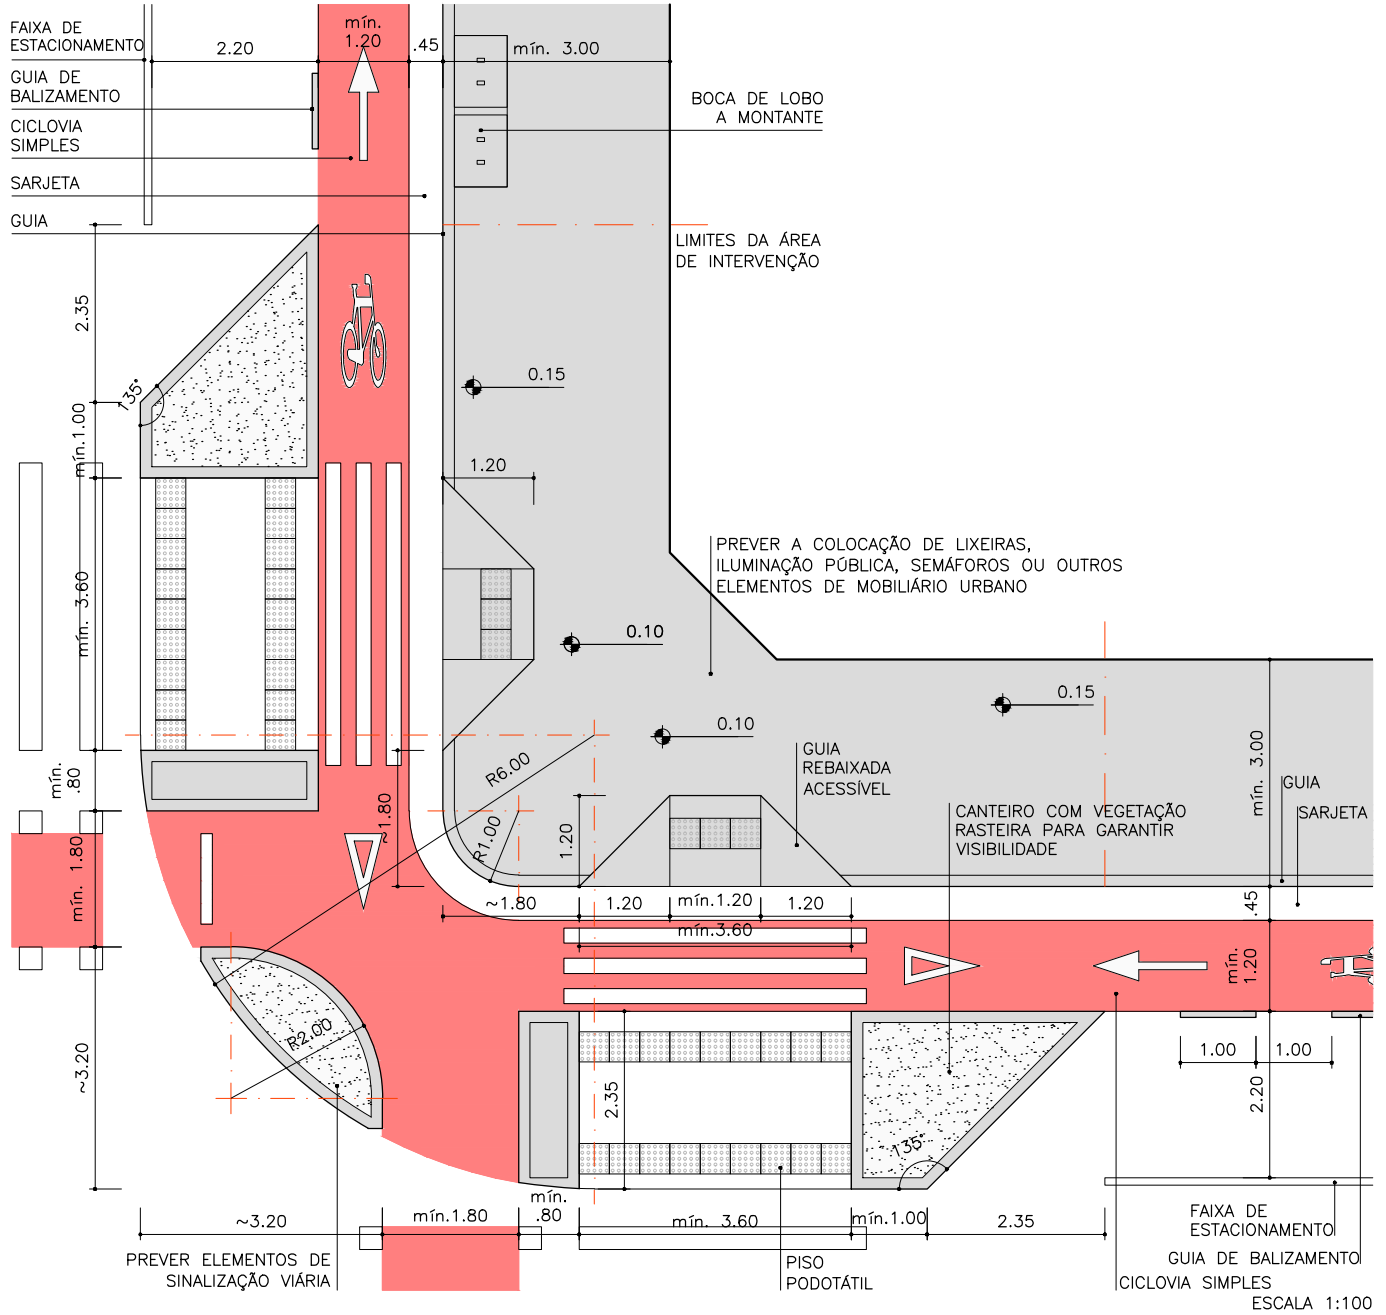 FAIXA DE
ESTACIONAMENTO
GUIA DE
BALIZAMENTO
CICLOVIA
SIMPLES
SARJETA
GUIA
2.20
mín.
1.20
.45
mín. 3.00
BOCA DE LOBO
A MONTANTE
LIMITES DA ÁREA
DE INTERVENÇÃO
2.35
135°
mín.1.00
0.15
1.20
PREVER A COLOCAÇÃO DE LIXEIRAS,
ILUMINAÇÃO PÚBLICA, SEMÁFOROS OU OUTROS
ELEMENTOS DE MOBILIÁRIO URBANO
mín. 3.60
0.10
0.15
0.10
mín.
.80
R6.00
GUIA
REBAIXADA
ACESSÍVEL
mín. 3.00
GUIA
SARJETA
~1.80
R1.00
1.20
CANTEIRO COM VEGETAÇÃO
RASTEIRA PARA GARANTIR
VISIBILIDADE
mín. 1.80
~1.80
1.20
mín.1.20
1.20
mín.3.60
.45
mín.
1.20
R2.00
~3.20
2.35
135°
1.00
1.00
2.20
~3.20
mín.1.80
mín.
.80
mín. 3.60
mín.1.00
2.35
FAIXA DE
ESTACIONAMENTO
GUIA DE BALIZAMENTO
CICLOVIA SIMPLES
PREVER ELEMENTOS DE
SINALIZAÇÃO VIÁRIA
PISO
PODOTÁTIL
ESCALA 1:100